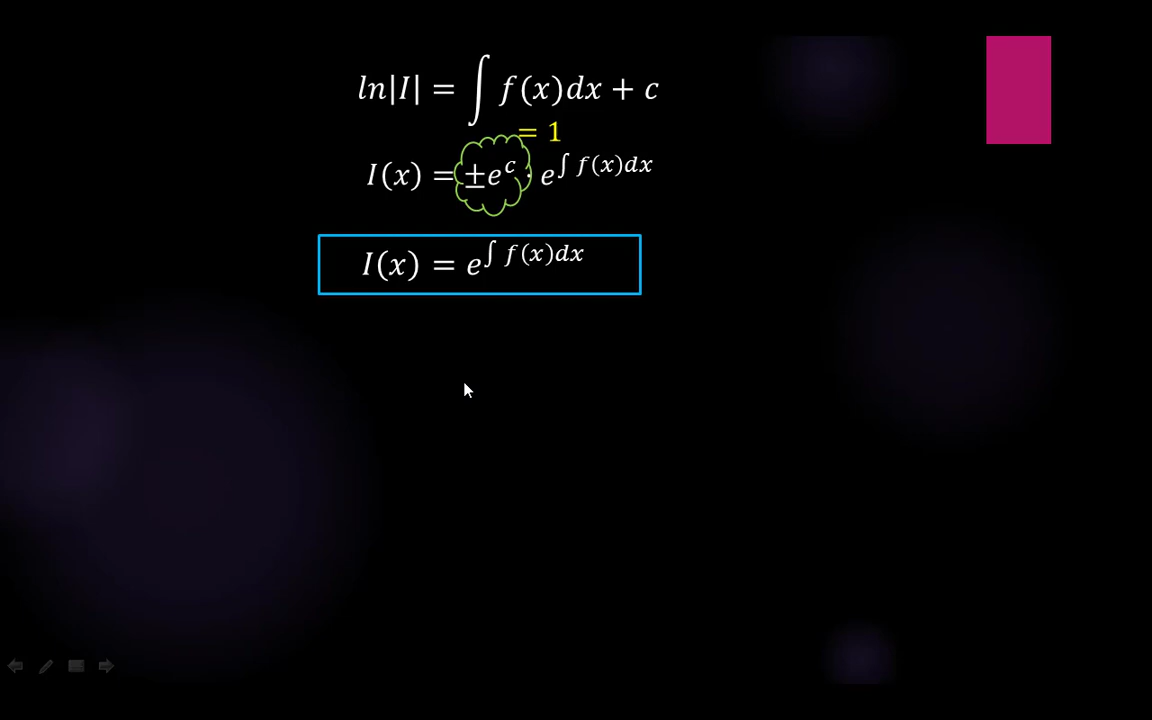 ln|I| = ∫ f(x)dx + c
= 1
I(x) = ±e^c · e^{∫ f(x)dx}
I(x) = e^{∫ f(x)dx}